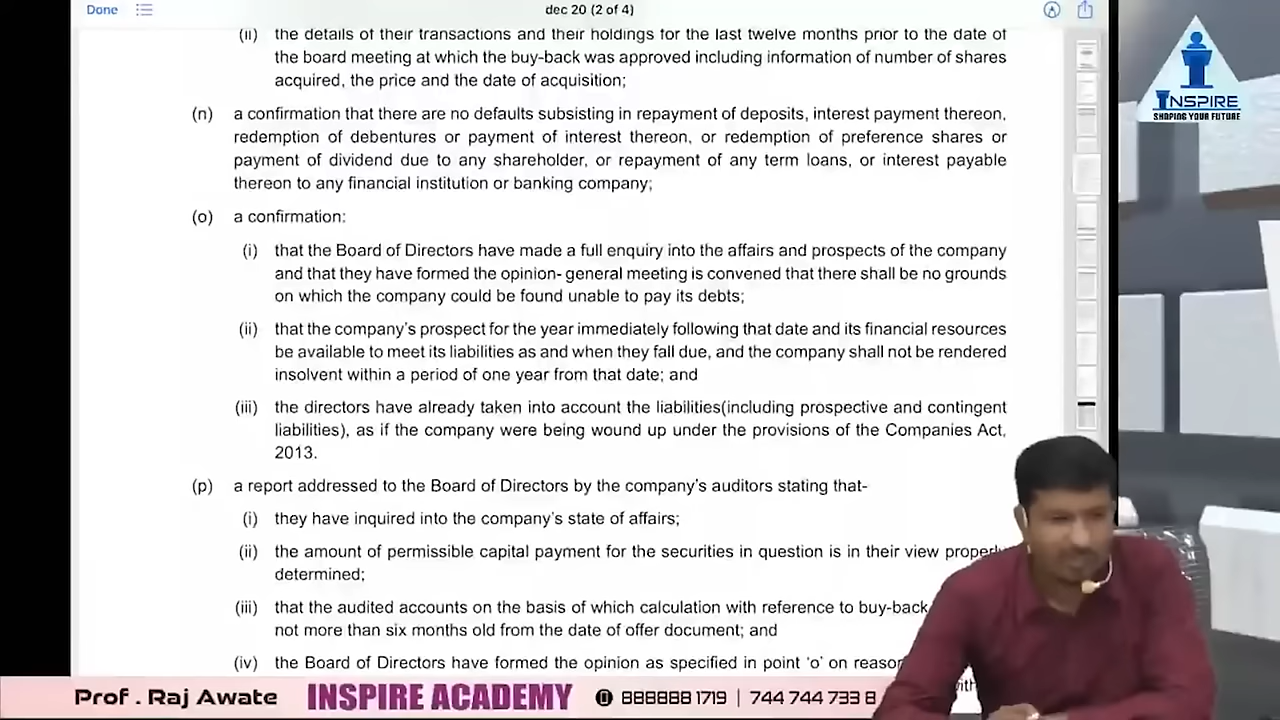 Done
dec 20 (2 of 4)
(ii) the details of their transactions and their holdings for the last twelve months prior to the date of
the board meeting at which the buy-back was approved including information of number of shares
acquired, the price and the date of acquisition;
(n) a confirmation that there are no defaults subsisting in repayment of deposits, interest payment thereon,
redemption of debentures or payment of interest thereon, or redemption of preference shares or
payment of dividend due to any shareholder, or repayment of any term loans, or interest payable
thereon to any financial institution or banking company;
(o) a confirmation:
(i) that the Board of Directors have made a full enquiry into the affairs and prospects of the company
and that they have formed the opinion- general meeting is convened that there shall be no grounds
on which the company could be found unable to pay its debts;
(ii) that the company's prospect for the year immediately following that date and its financial resources
be available to meet its liabilities as and when they fall due, and the company shall not be rendered
insolvent within a period of one year from that date; and
(iii) the directors have already taken into account the liabilities(including prospective and contingent
liabilities), as if the company were being wound up under the provisions of the Companies Act,
2013.
(p) a report addressed to the Board of Directors by the company's auditors stating that-
(i) they have inquired into the company's state of affairs;
(ii) the amount of permissible capital payment for the securities in question is in their view properly
determined;
(iii) that the audited accounts on the basis of which calculation with reference to buy-back
not more than six months old from the date of offer document; and
(iv) the Board of Directors have formed the opinion as specified in point 'o' on
INSPIRE
SHAPING YOUR FUTURE
Prof . Raj Awate INSPIRE ACADEMY 888888 1719 | 744 744 733 8